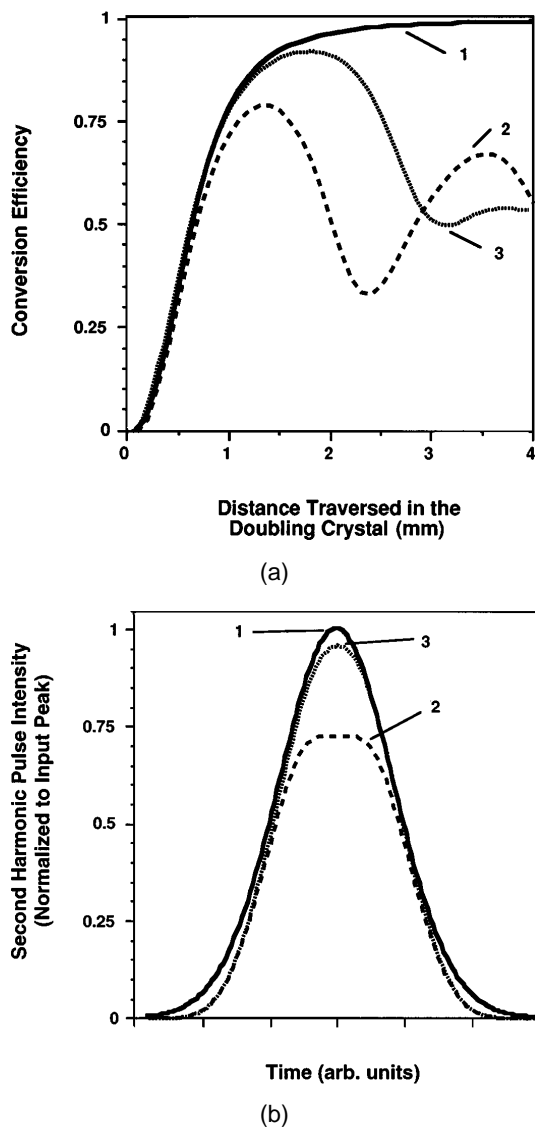 1
0.75
0.5
0.25
0
Conversion Efficiency
1
2
3
0
1
2
3
4
Distance Traversed in the
Doubling Crystal (mm)
(a)
1
0.75
0.5
0.25
0
Second Harmonic Pulse Intensity
(Normalized to Input Peak)
1
3
2
Time (arb. units)
(b)